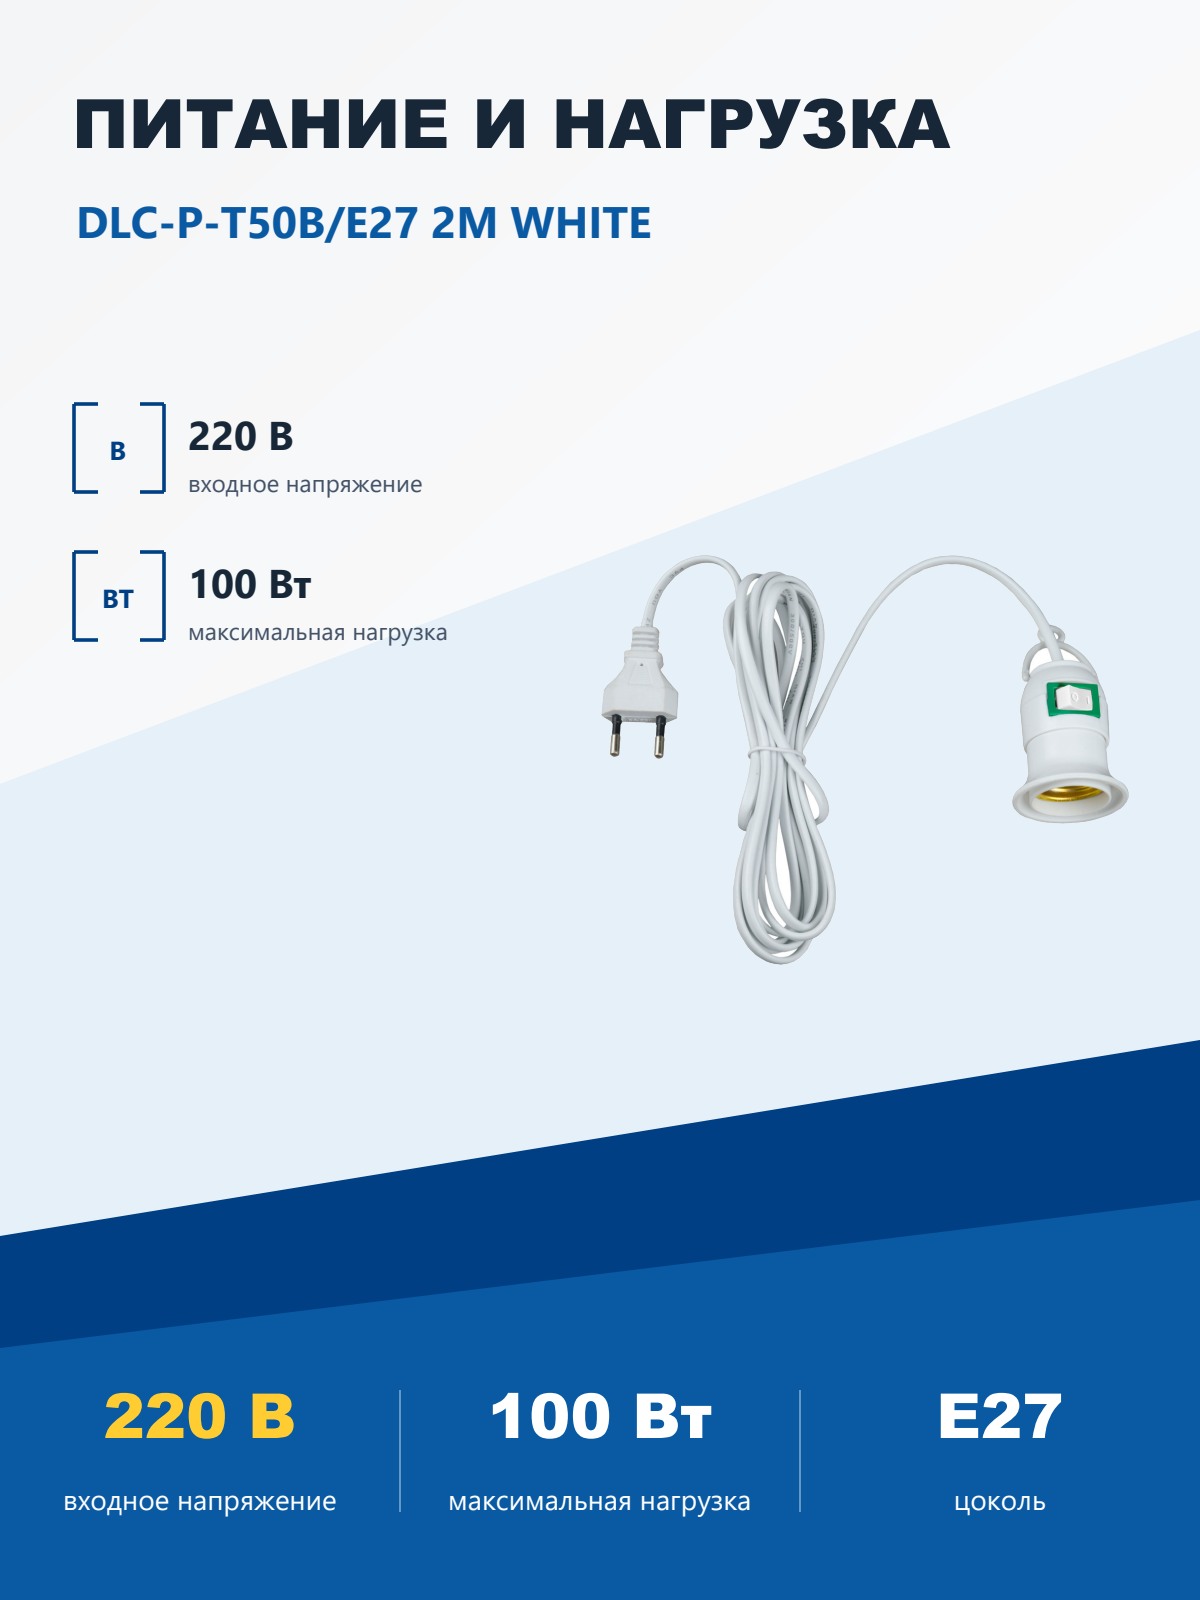 ПИТАНИЕ И НАГРУЗКА
DLC-P-T50B/E27 2M WHITE
В
220 В
входное напряжение
ВТ
100 Вт
максимальная нагрузка
220 В
входное напряжение
100 Вт
максимальная нагрузка
E27
цоколь